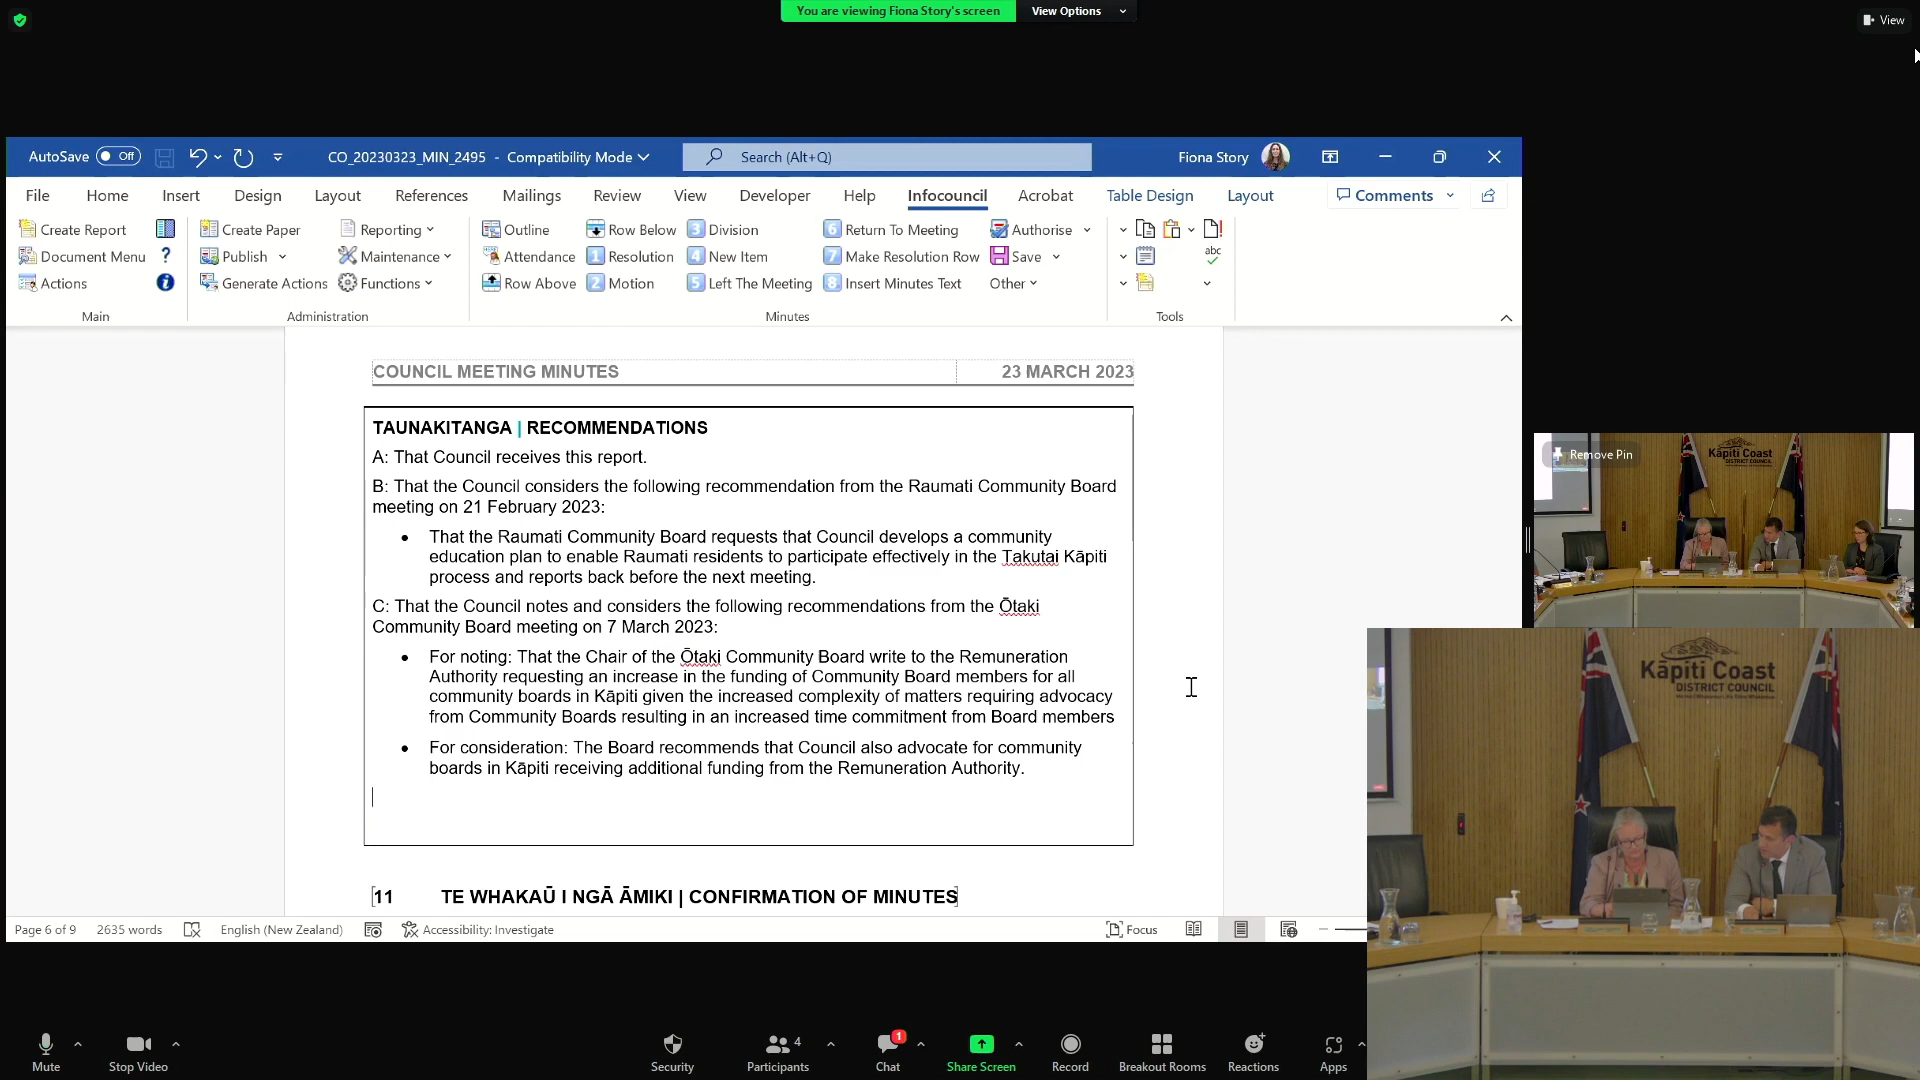 You are viewing Fiona Story's screen
View Options
View
AutoSave Off
CO_20230323_MIN_2495 - Compatibility Mode
Search (Alt+Q)
Fiona Story
File Home Insert Design Layout References Mailings Review View Developer Help Infocouncil Acrobat Table Design Layout Comments
Create Report Create Paper Reporting Outline Row Below 3 Division 6 Return To Meeting Authorise
Document Menu ? Publish Maintenance Attendance 1 Resolution 4 New Item 7 Make Resolution Row Save abc
Actions i Generate Actions Functions Row Above 2 Motion 5 Left The Meeting 8 Insert Minutes Text Other
Main Administration Minutes Tools
COUNCIL MEETING MINUTES 23 MARCH 2023
TAUNAKITANGA | RECOMMENDATIONS
A: That Council receives this report.
B: That the Council considers the following recommendation from the Raumati Community Board
meeting on 21 February 2023:
• That the Raumati Community Board requests that Council develops a community
education plan to enable Raumati residents to participate effectively in the Takutai Kāpiti
process and reports back before the next meeting.
C: That the Council notes and considers the following recommendations from the Ōtaki
Community Board meeting on 7 March 2023:
• For noting: That the Chair of the Ōtaki Community Board write to the Remuneration
Authority requesting an increase in the funding of Community Board members for all
community boards in Kāpiti given the increased complexity of matters requiring advocacy
from Community Boards resulting in an increased time commitment from Board members
• For consideration: The Board recommends that Council also advocate for community
boards in Kāpiti receiving additional funding from the Remuneration Authority.
11 TE WHAKAŪ I NGĀ ĀMIKI | CONFIRMATION OF MINUTES
Page 6 of 9 2635 words English (New Zealand) Accessibility: Investigate Focus
Remove Pin
Kāpiti Coast
DISTRICT COUNCIL
Kāpiti Coast
DISTRICT COUNCIL
4 1
Mute Stop Video Security Participants Chat Share Screen Record Breakout Rooms Reactions Apps